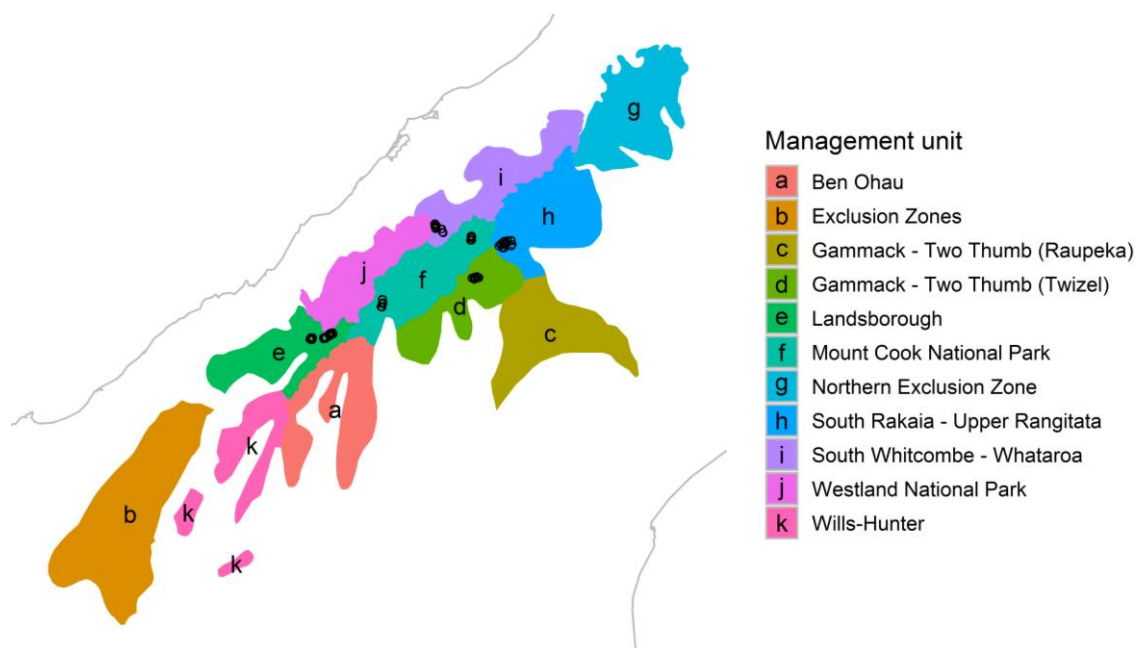 g
i
h
j
f
d
e
c
a
k
b
k
k
Management unit
a Ben Ohau
b Exclusion Zones
c Gammack - Two Thumb (Raupeka)
d Gammack - Two Thumb (Twizel)
e Landsborough
f Mount Cook National Park
g Northern Exclusion Zone
h South Rakaia - Upper Rangitata
i South Whitcombe - Whataroa
j Westland National Park
k Wills-Hunter